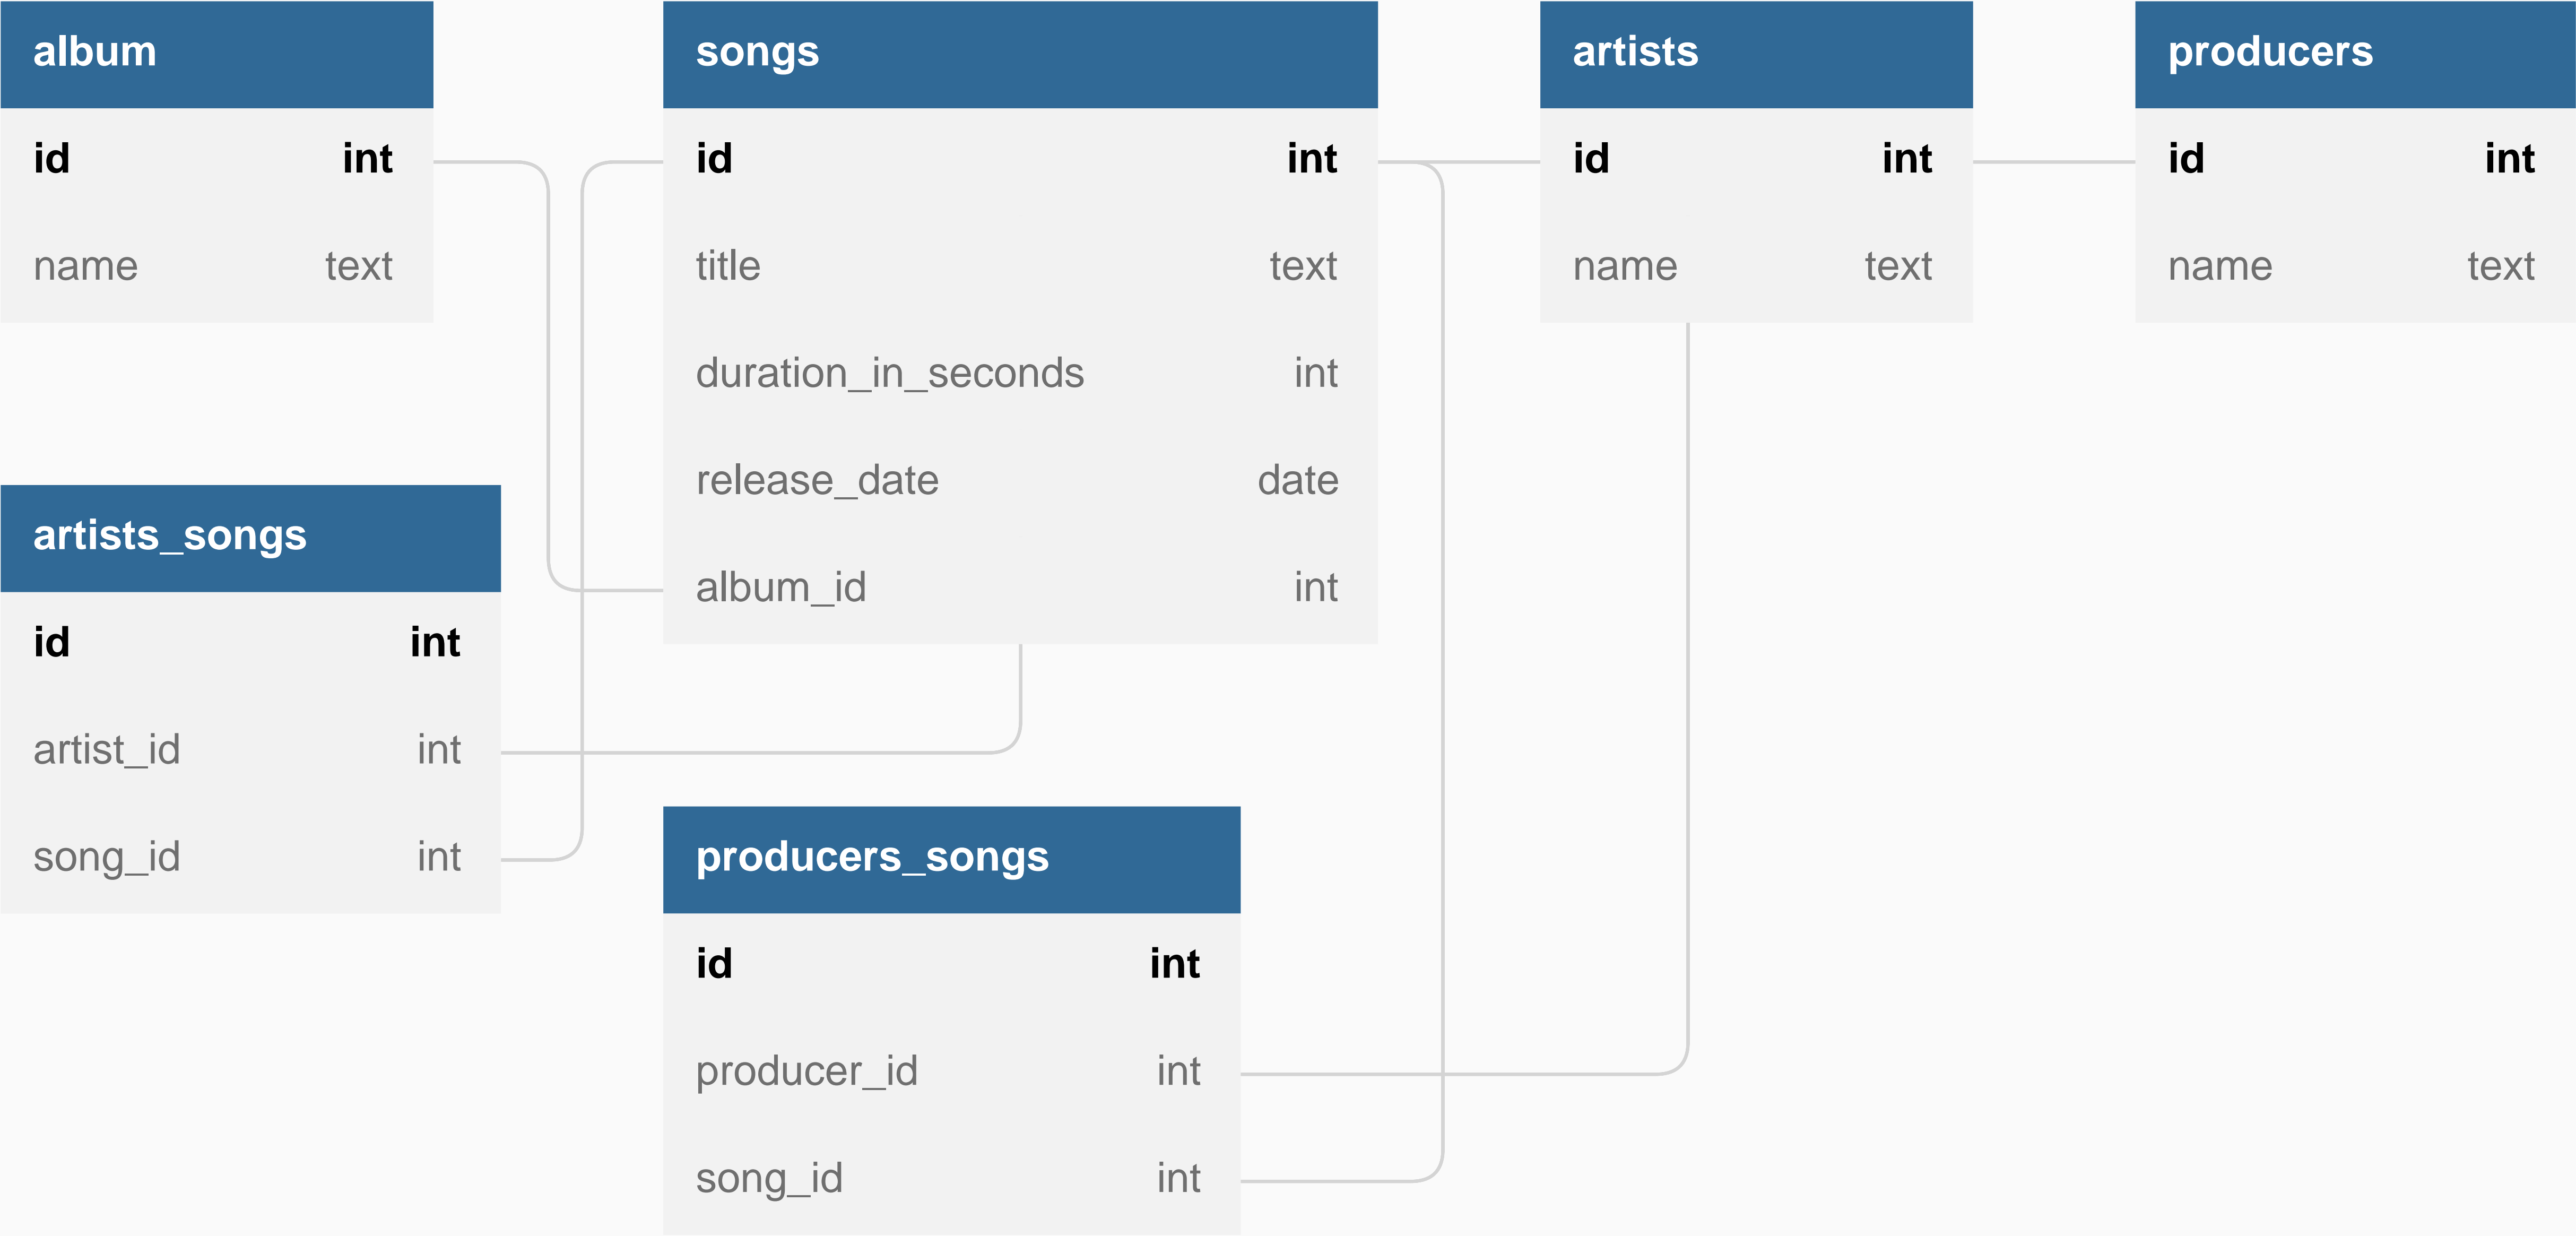 album
id int
name text
songs
id int
title text
duration_in_seconds int
release_date date
album_id int
artists
id int
name text
producers
id int
name text
artists_songs
id int
artist_id int
song_id int
producers_songs
id int
producer_id int
song_id int